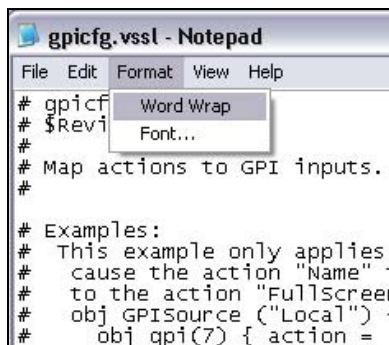 gpicfg.vssl - Notepad
File Edit Format View Help
# gpicf
# $Revi
Word Wrap
Font...
#
# Map actions to GPI inputs.
#
# Examples:
# This example only applies
# cause the action "Name"
# to the action "FullScree
# obj GPISource ("Local") {
# obj gpi(7) { action =